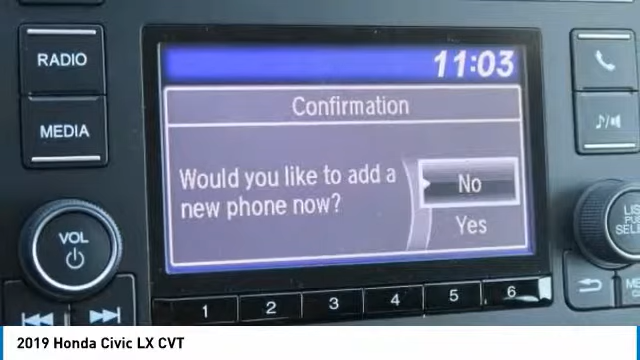 RADIO
MEDIA
VOL
11:03
Confirmation
Would you like to add a
new phone now?
No
Yes
1 2 3 4 5 6
2019 Honda Civic LX CVT